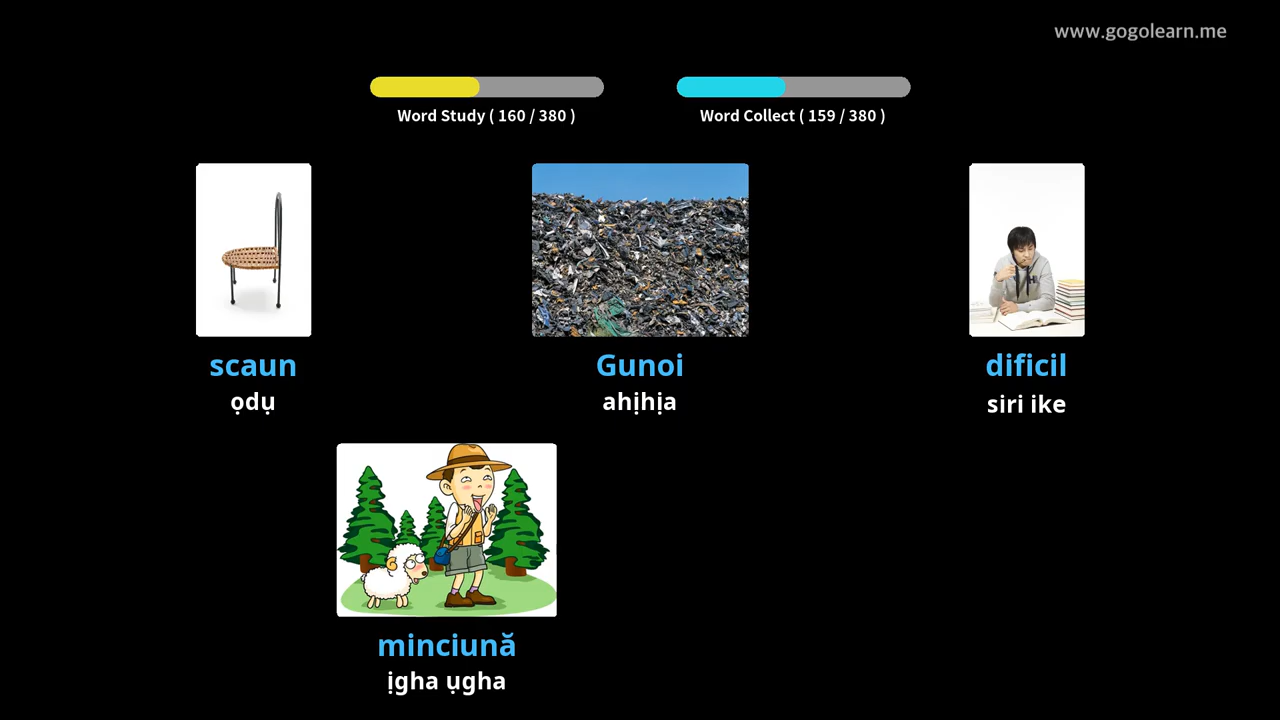 www.gogolearn.me
Word Study ( 160 / 380 )
Word Collect ( 159 / 380 )
scaun
ọdụ
Gunoi
ahịhịa
dificil
siri ike
minciună
ịgha ụgha